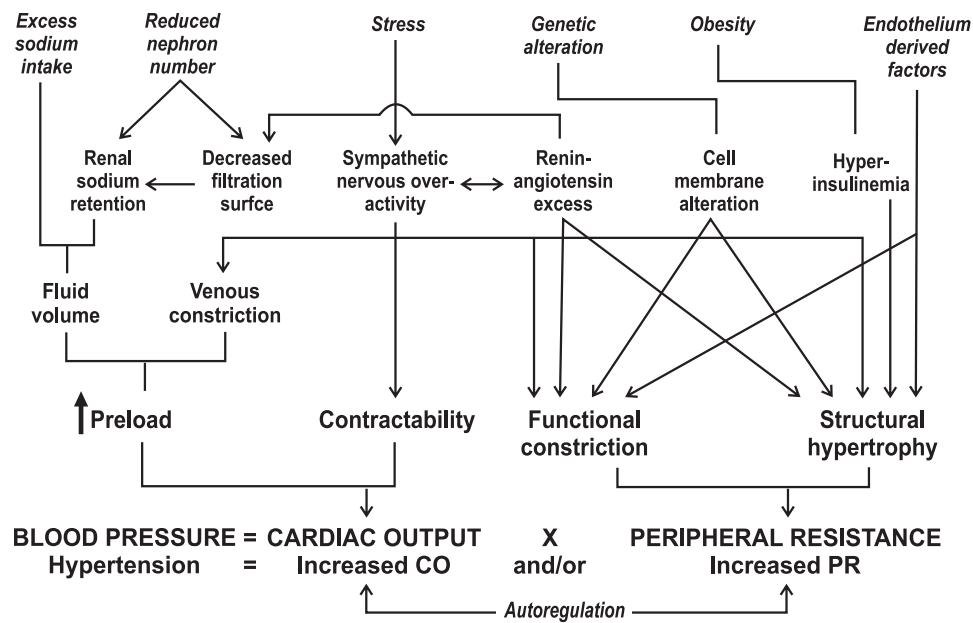 Excess
sodium
intake
Reduced
nephron
number
Stress
Genetic
alteration
Obesity
Endothelium
derived
factors
Renal
sodium
retention
Decreased
filtration
surfce
Sympathetic
nervous over-
activity
Renin-
angiotensin
excess
Cell
membrane
alteration
Hyper-
insulinemia
Fluid
volume
Venous
constriction
Preload
Contractability
Functional
constriction
Structural
hypertrophy
BLOOD PRESSURE = CARDIAC OUTPUT X PERIPHERAL RESISTANCE
Hypertension = Increased CO and/or Increased PR
Autoregulation